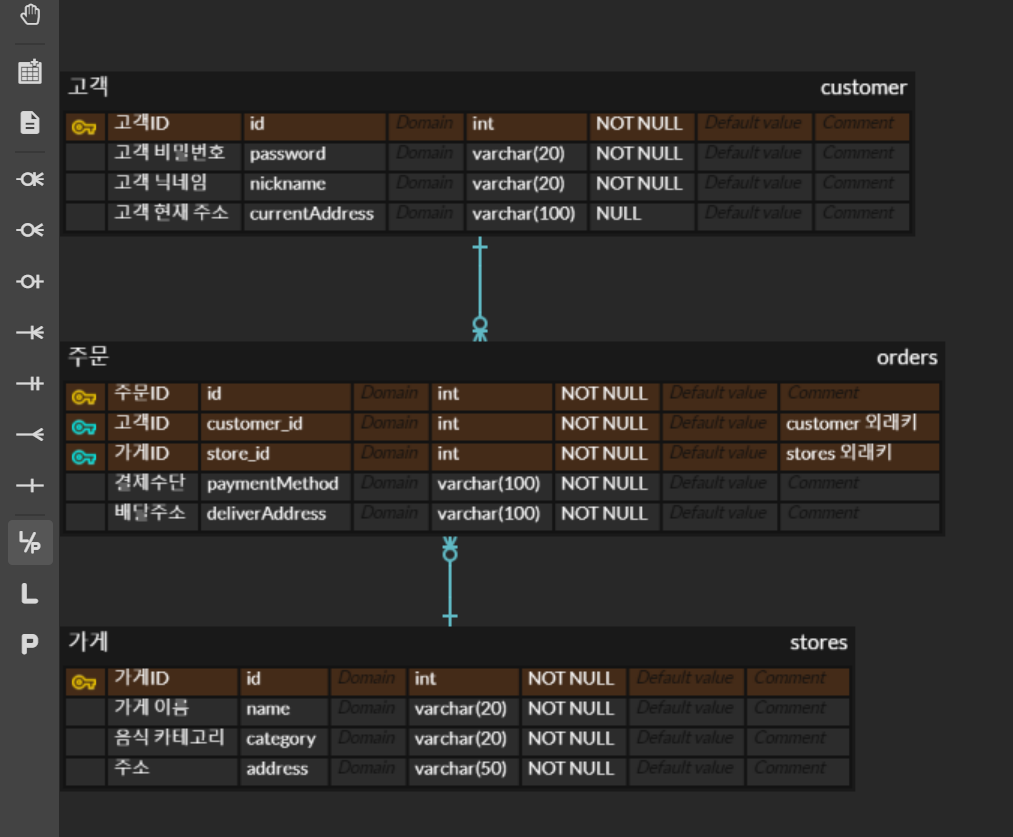 고객 customer
고객ID id Domain int NOT NULL Default value Comment
고객 비밀번호 password Domain varchar(20) NOT NULL Default value Comment
고객 닉네임 nickname Domain varchar(20) NOT NULL Default value Comment
고객 현재 주소 currentAddress Domain varchar(100) NULL Default value Comment
주문 orders
주문ID id Domain int NOT NULL Default value Comment
고객ID customer_id Domain int NOT NULL Default value customer 외래키
가게ID store_id Domain int NOT NULL Default value stores 외래키
결제수단 paymentMethod Domain varchar(100) NOT NULL Default value Comment
배달주소 deliverAddress Domain varchar(100) NOT NULL Default value Comment
L/P
L
P
가게 stores
가게ID id Domain int NOT NULL Default value Comment
가게 이름 name Domain varchar(20) NOT NULL Default value Comment
음식 카테고리 category Domain varchar(20) NOT NULL Default value Comment
주소 address Domain varchar(50) NOT NULL Default value Comment